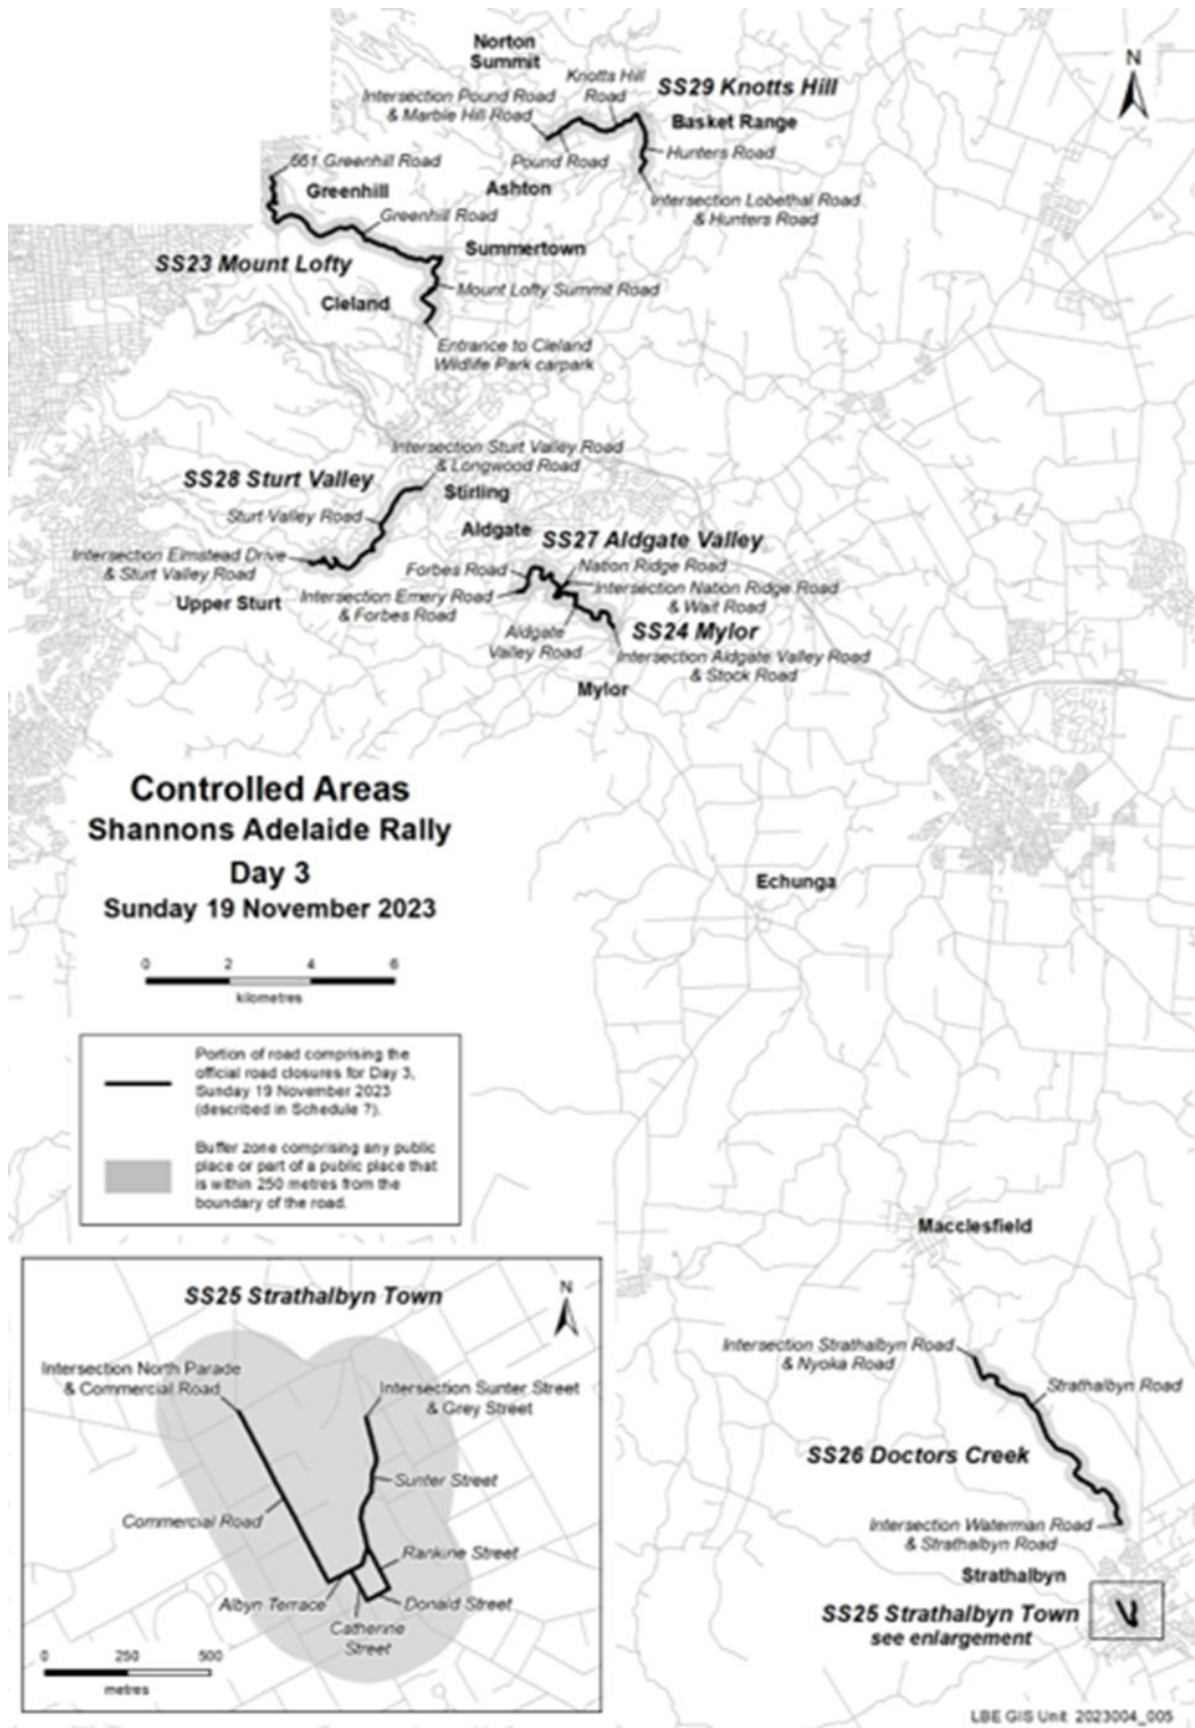 Norton
Summit
Knotts Hill
Road
SS29 Knotts Hill
N
Intersection Pound Road
& Marble Hill Road
Basket Range
Hunters Road
Pound Road
661 Greenhill Road
Greenhill
Ashton
Intersection Lobethal Road
& Hunters Road
Greenhill Road
Summertown
SS23 Mount Lofty
Mount Lofty Summit Road
Cleland
Entrance to Cleland
Wildlife Park carpark
Intersection Sturt Valley Road
& Longwood Road
SS28 Sturt Valley
Stirling
Sturt Valley Road
Aldgate
SS27 Aldgate Valley
Intersection Elmstead Drive
& Sturt Valley Road
Forbes Road
Nation Ridge Road
Intersection Nation Ridge Road
& Wait Road
Upper Sturt
Intersection Emery Road
& Forbes Road
Aldgate
Valley Road
SS24 Mylor
Intersection Aldgate Valley Road
& Stock Road
Mylor
Controlled Areas
Shannons Adelaide Rally
Day 3
Sunday 19 November 2023
Echunga
0 2 4 6
kilometres
Portion of road comprising the
official road closures for Day 3,
Sunday 19 November 2023
(described in Schedule 7).
Buffer zone comprising any public
place or part of a public place that
is within 250 metres from the
boundary of the road.
Macclesfield
SS25 Strathalbyn Town
N
Intersection North Parade
& Commercial Road
Intersection Sunter Street
& Grey Street
Sunter Street
Commercial Road
Rankine Street
Albyn Terrace
Donald Street
Catherine
Street
0 250 500
metres
Intersection Strathalbyn Road
& Nyoka Road
Strathalbyn Road
SS26 Doctors Creek
Intersection Waterman Road
& Strathalbyn Road
Strathalbyn
SS25 Strathalbyn Town
see enlargement
LBE GIS Unit 2023004_005